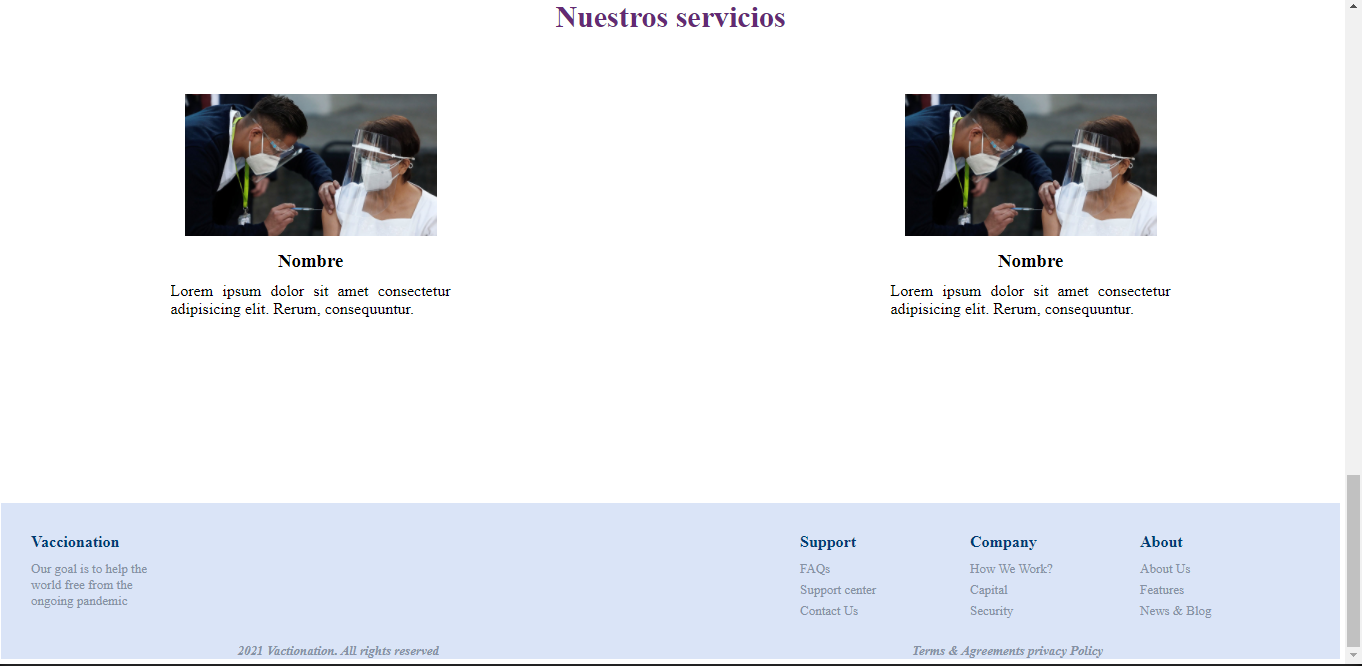 Nuestros servicios
Nombre
Lorem ipsum dolor sit amet consectetur
adipisicing elit. Rerum, consequuntur.
Nombre
Lorem ipsum dolor sit amet consectetur
adipisicing elit. Rerum, consequuntur.
Vaccionation
Our goal is to help the
world free from the
ongoing pandemic
Support
FAQs
Support center
Contact Us
Company
How We Work?
Capital
Security
About
About Us
Features
News & Blog
2021 Vactionation. All rights reserved
Terms & Agreements privacy Policy